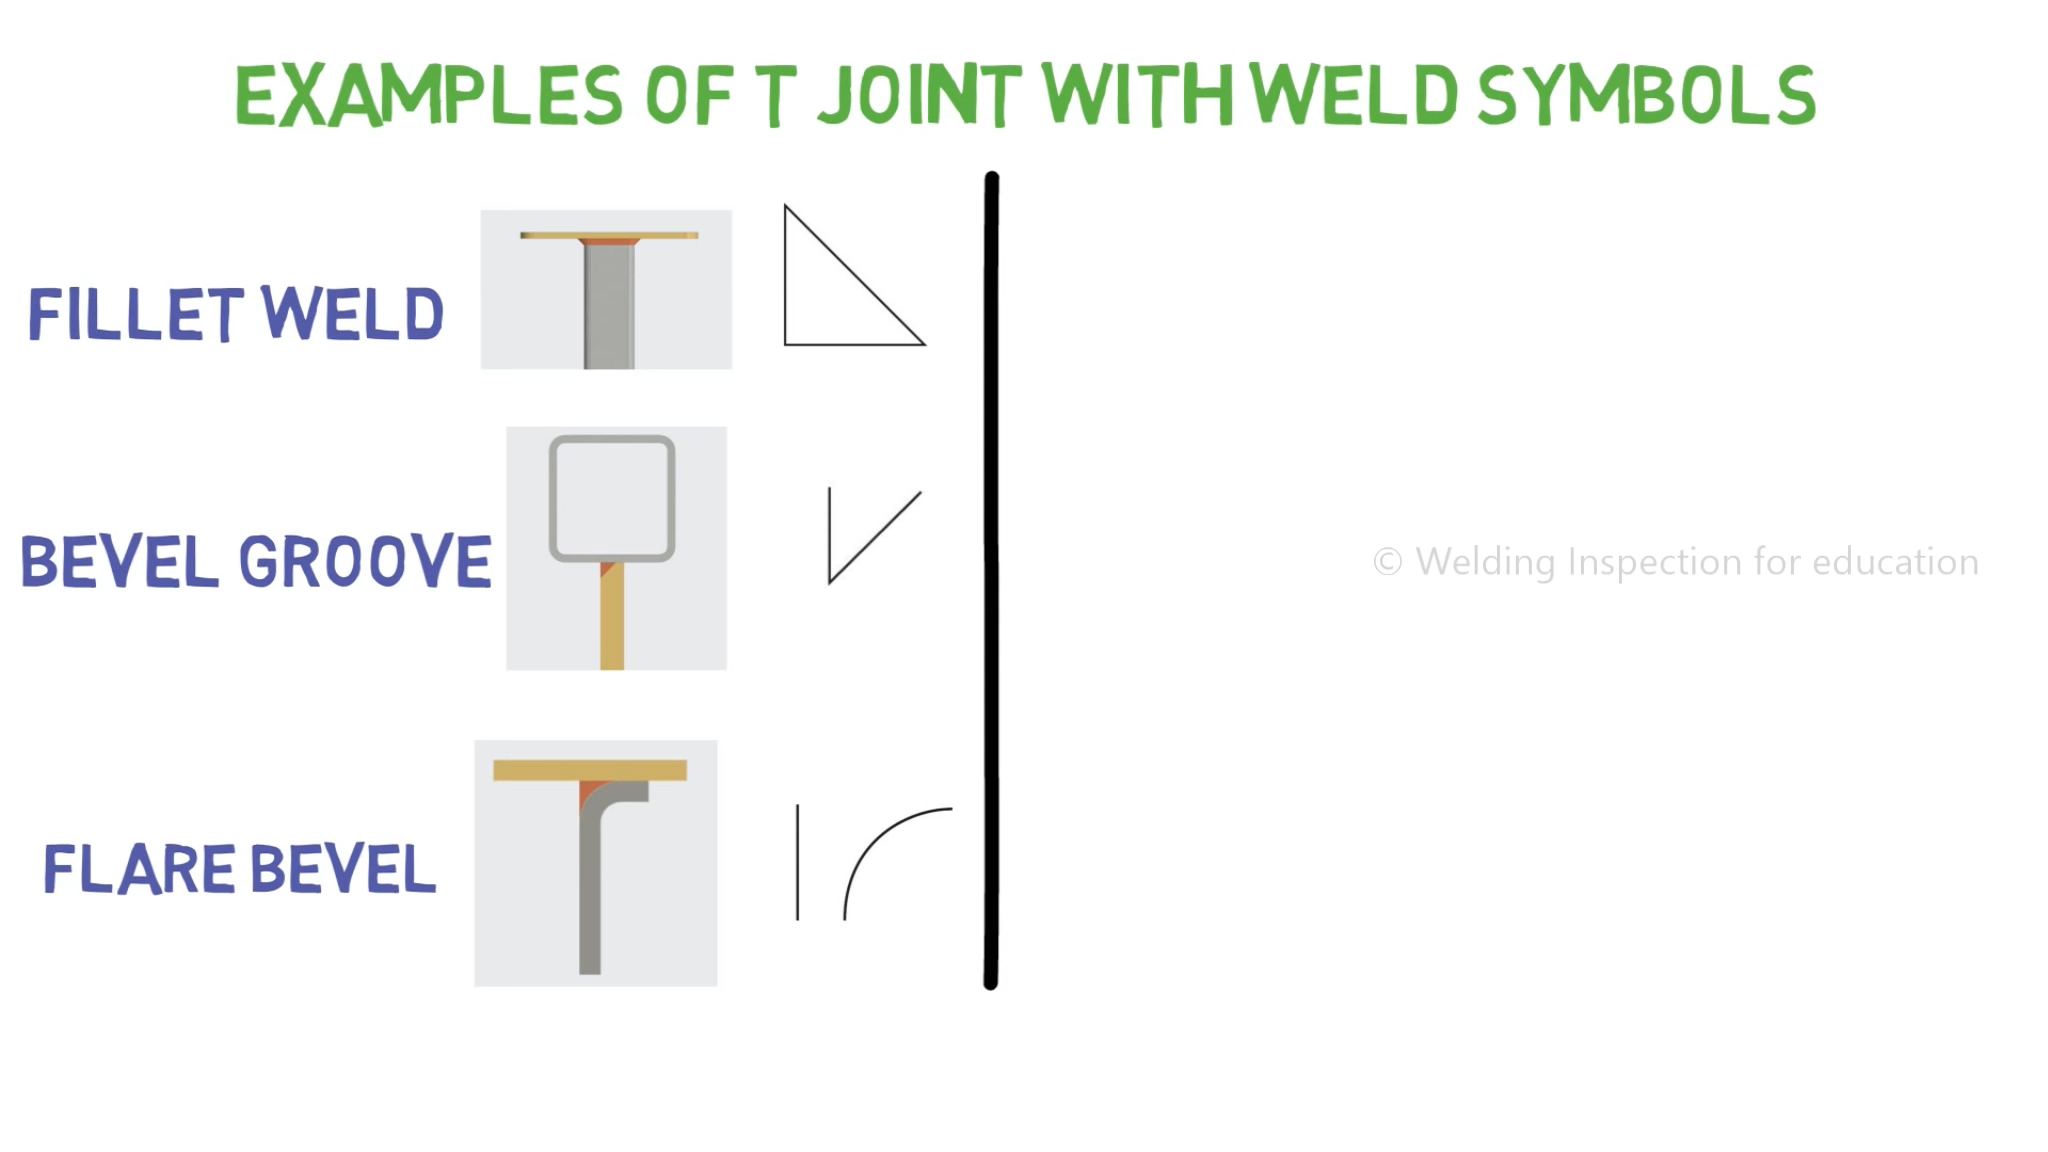 EXAMPLES OF T JOINT WITH WELD SYMBOLS
FILLET WELD
BEVEL GROOVE
© Welding Inspection for education
FLARE BEVEL